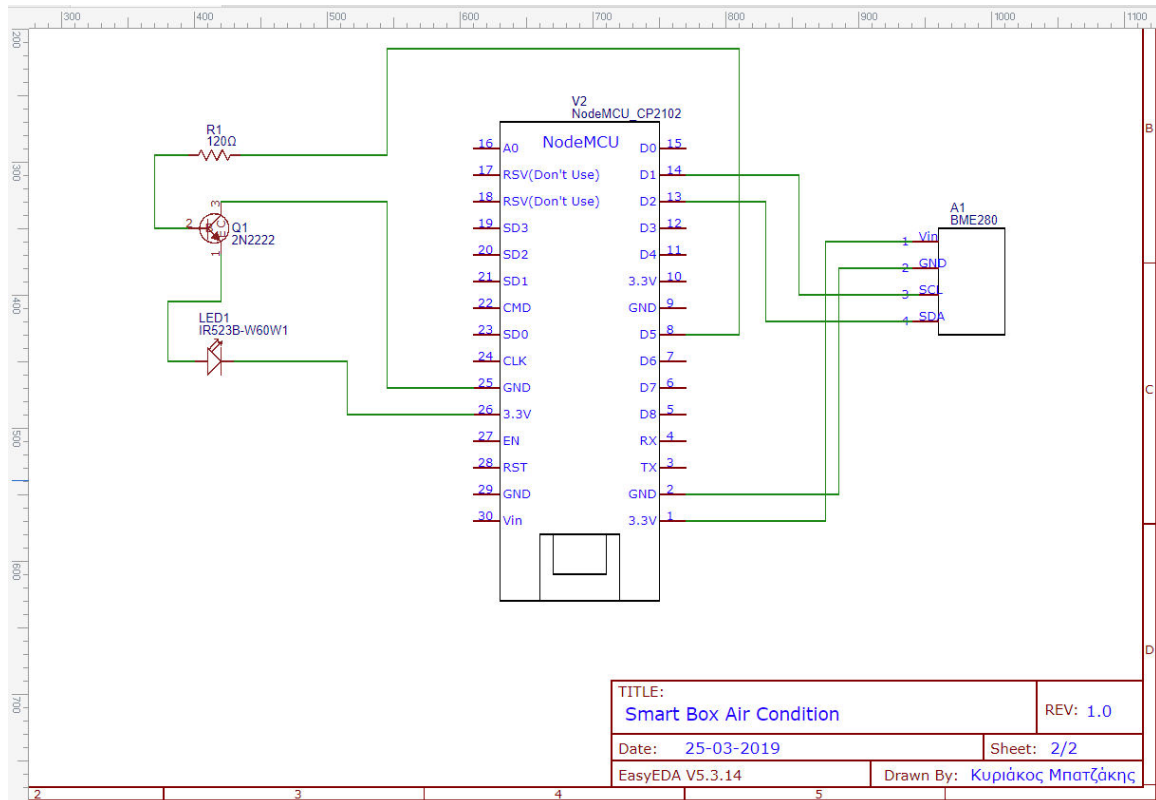 300 400 500 600 700 800 900 1000 1100
200
300
400
500
600
700
B
C
D
R1
120Ω
3
2
Q1
2N2222
1
LED1
IR523B-W60W1
V2
NodeMCU_CP2102
NodeMCU
16 A0
17 RSV(Don't Use)
18 RSV(Don't Use)
19 SD3
20 SD2
21 SD1
22 CMD
23 SD0
24 CLK
25 GND
26 3.3V
27 EN
28 RST
29 GND
30 Vin
D0 15
D1 14
D2 13
D3 12
D4 11
3.3V 10
GND 9
D5 8
D6 7
D7 6
D8 5
RX 4
TX 3
GND 2
3.3V 1
A1
BME280
1 Vin
2 GND
3 SCL
4 SDA
TITLE:
Smart Box Air Condition
REV: 1.0
Date: 25-03-2019
Sheet: 2/2
EasyEDA V5.3.14
Drawn By: Κυριάκος Μπατζάκης
2 3 4 5